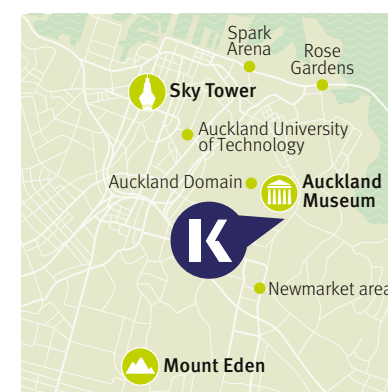 Spark
Arena
Rose
Gardens
Sky Tower
Auckland University
of Technology
Auckland Domain
Auckland
Museum
K
Newmarket area
Mount Eden